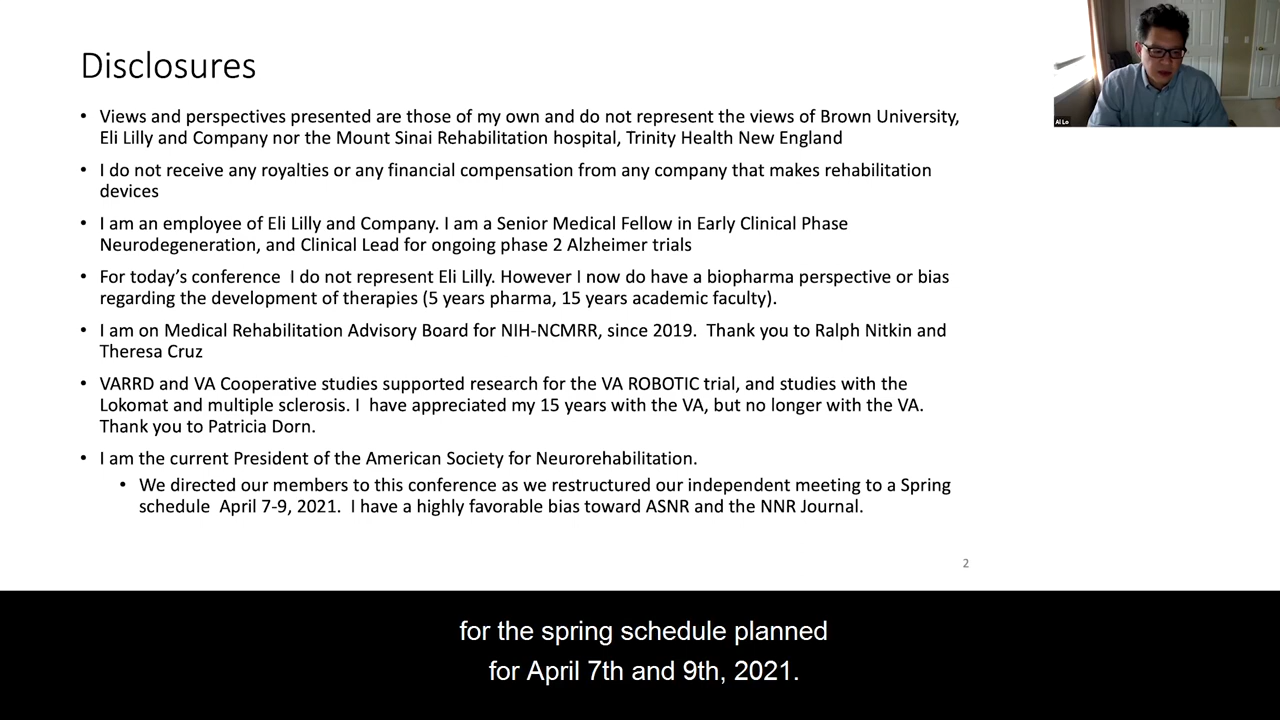 Disclosures
• Views and perspectives presented are those of my own and do not represent the views of Brown University,
Eli Lilly and Company nor the Mount Sinai Rehabilitation hospital, Trinity Health New England
• I do not receive any royalties or any financial compensation from any company that makes rehabilitation
devices
• I am an employee of Eli Lilly and Company. I am a Senior Medical Fellow in Early Clinical Phase
Neurodegeneration, and Clinical Lead for ongoing phase 2 Alzheimer trials
• For today’s conference  I do not represent Eli Lilly. However I now do have a biopharma perspective or bias
regarding the development of therapies (5 years pharma, 15 years academic faculty).
• I am on Medical Rehabilitation Advisory Board for NIH-NCMRR, since 2019.  Thank you to Ralph Nitkin and
Theresa Cruz
• VARRD and VA Cooperative studies supported research for the VA ROBOTIC trial, and studies with the
Lokomat and multiple sclerosis. I  have appreciated my 15 years with the VA, but no longer with the VA.
Thank you to Patricia Dorn.
• I am the current President of the American Society for Neurorehabilitation.
• We directed our members to this conference as we restructured our independent meeting to a Spring
schedule  April 7-9, 2021.  I have a highly favorable bias toward ASNR and the NNR Journal.
2
Al Lo
for the spring schedule planned
for April 7th and 9th, 2021.